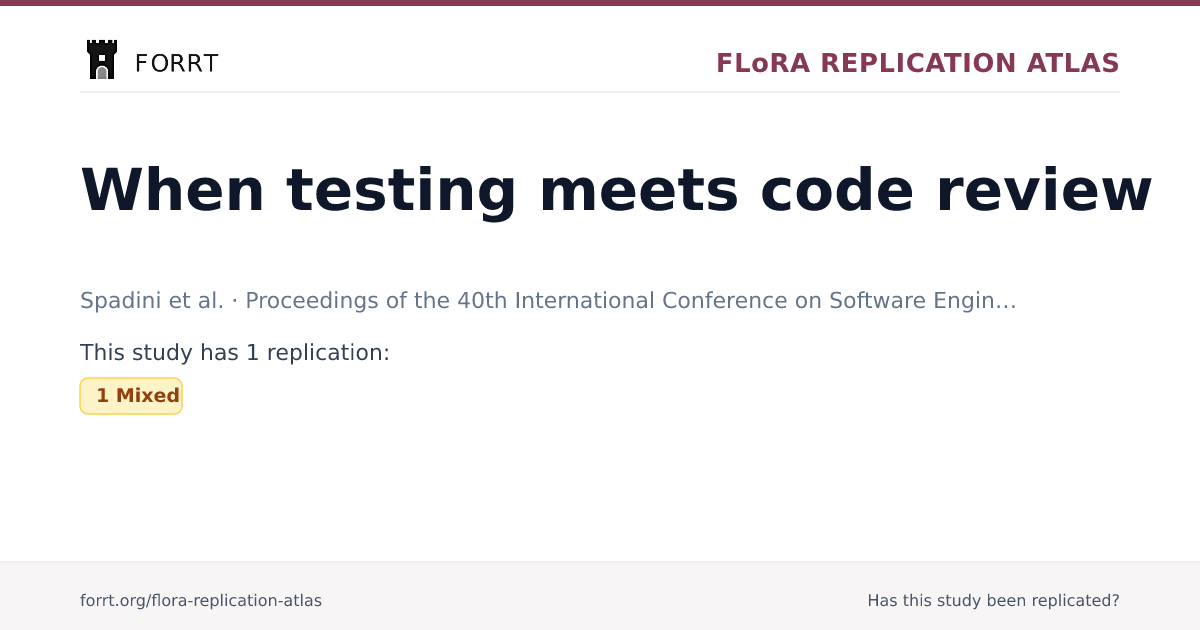 FORRT
FLoRA REPLICATION ATLAS
When testing meets code review
Spadini et al. · Proceedings of the 40th International Conference on Software Engin…
This study has 1 replication:
1 Mixed
forrt.org/flora-replication-atlas
Has this study been replicated?